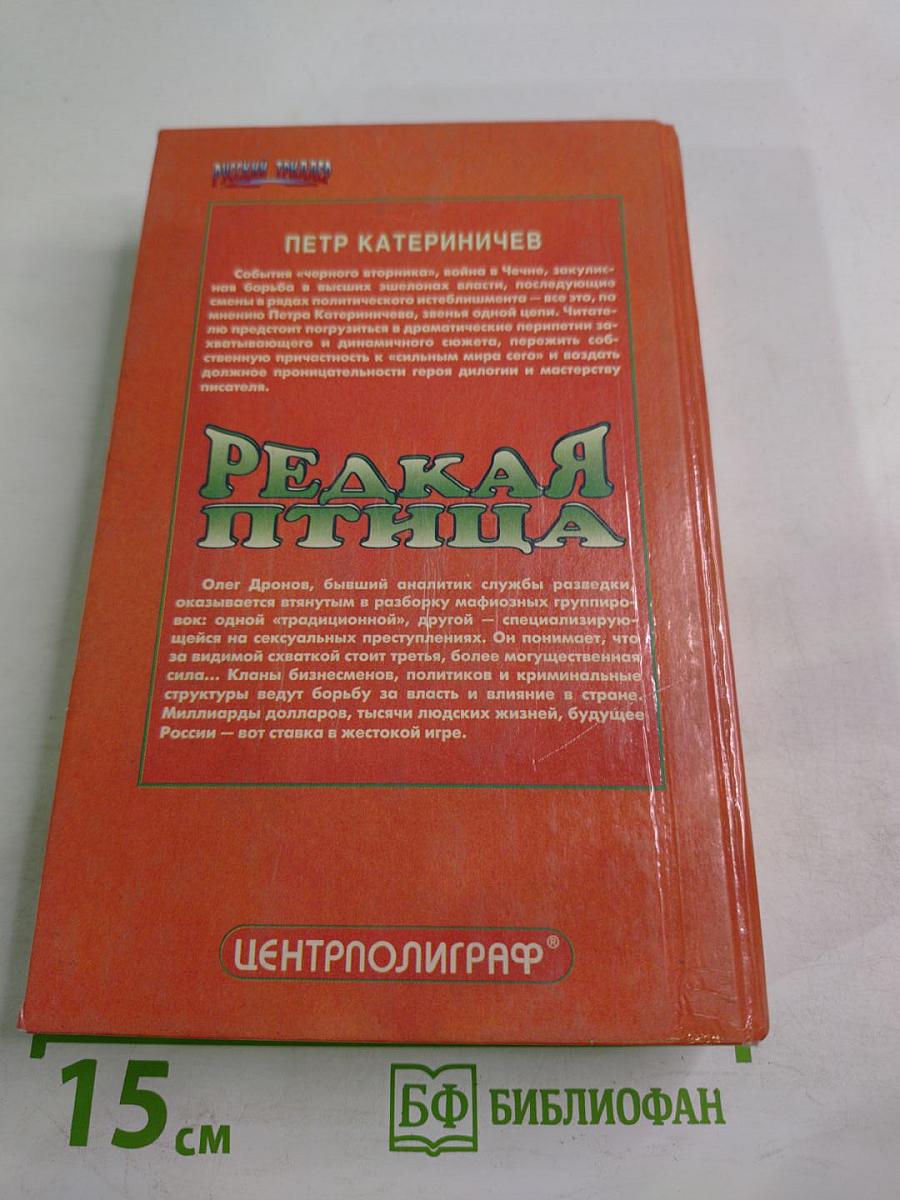 РУССКИЙ ТРИЛЛЕР
ПЕТР КАТЕРИНИЧЕВ
События «черного вторника», война в Чечне, закулис-
ная борьба в высших эшелонах власти, последующие
смены в рядах политического истеблишмента – все это, по
мнению Петра Катериничева, звенья одной цепи. Читате-
лю предстоит погрузиться в драматические перипетии за-
хватывающего и динамичного сюжета, пережить соб-
ственную причастность к «сильным мира сего» и воздать
должное проницательности героя дилогии и мастерству
писателя.
РЕДКАЯ
ПТИЦА
Олег Дронов, бывший аналитик службы разведки,
оказывается втянутым в разборку мафиозных группиро-
вок: одной «традиционной», другой – специализирую-
щейся на сексуальных преступлениях. Он понимает, что
за видимой схваткой стоит третья, более могущественная
сила... Кланы бизнесменов, политиков и криминальные
структуры ведут борьбу за власть и влияние в стране.
Миллиарды долларов, тысячи людских жизней, будущее
России – вот ставка в жестокой игре.
ЦЕНТРПОЛИГРАФ®
15 см
БФ БИБЛИОФАН